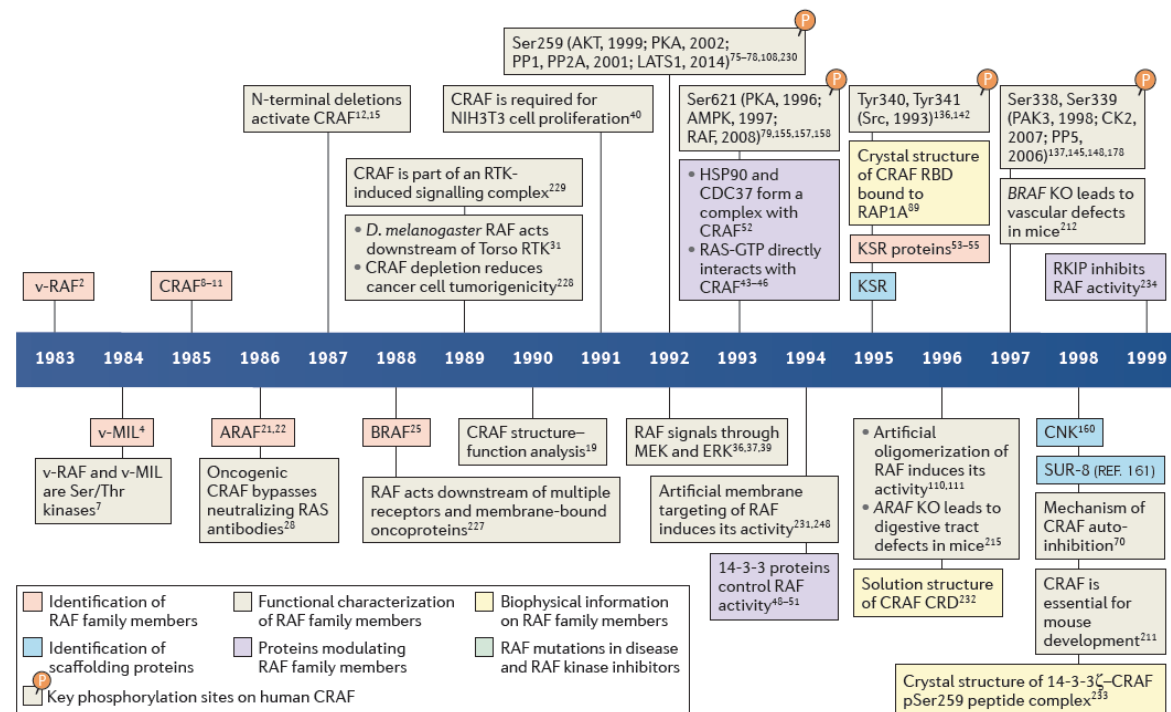 Ser259 (AKT, 1999; PKA, 2002;
PP1, PP2A, 2001; LATS1, 2014)75–78,108,230
P
N-terminal deletions
activate CRAF12,15
CRAF is required for
NIH3T3 cell proliferation40
Ser621 (PKA, 1996;
AMPK, 1997;
RAF, 2008)79,155,157,158
P
Tyr340, Tyr341
(Src, 1993)136,142
P
Ser338, Ser339
(PAK3, 1998; CK2,
2007; PP5,
2006)137,145,148,178
P
CRAF is part of an RTK-
induced signalling complex229
• D. melanogaster RAF acts
downstream of Torso RTK31
• CRAF depletion reduces
cancer cell tumorigenicity228
• HSP90 and
CDC37 form a
complex with
CRAF52
• RAS-GTP directly
interacts with
CRAF43–46
Crystal structure
of CRAF RBD
bound to
RAP1A89
KSR proteins53–55
KSR
BRAF KO leads to
vascular defects
in mice212
RKIP inhibits
RAF activity234
v-RAF2
CRAF8–11
1983 1984 1985 1986 1987 1988 1989 1990 1991 1992 1993 1994 1995 1996 1997 1998 1999
v-MIL4
v-RAF and v-MIL
are Ser/Thr
kinases7
ARAF21,22
Oncogenic
CRAF bypasses
neutralizing RAS
antibodies28
BRAF25
RAF acts downstream of multiple
receptors and membrane-bound
oncoproteins227
CRAF structure–
function analysis19
RAF signals through
MEK and ERK36,37,39
Artificial membrane
targeting of RAF
induces its activity231,248
14-3-3 proteins
control RAF
activity48–51
• Artificial
oligomerization of
RAF induces its
activity110,111
• ARAF KO leads to
digestive tract
defects in mice215
Solution structure
of CRAF CRD232
CNK160
SUR-8 (REF. 161)
Mechanism of
CRAF auto-
inhibition70
CRAF is
essential for
mouse
development211
Crystal structure of 14-3-3ζ–CRAF
pSer259 peptide complex233
Identification of
RAF family members
Functional characterization
of RAF family members
Biophysical information
on RAF family members
Identification of
scaffolding proteins
Proteins modulating
RAF family members
RAF mutations in disease
and RAF kinase inhibitors
P
Key phosphorylation sites on human CRAF